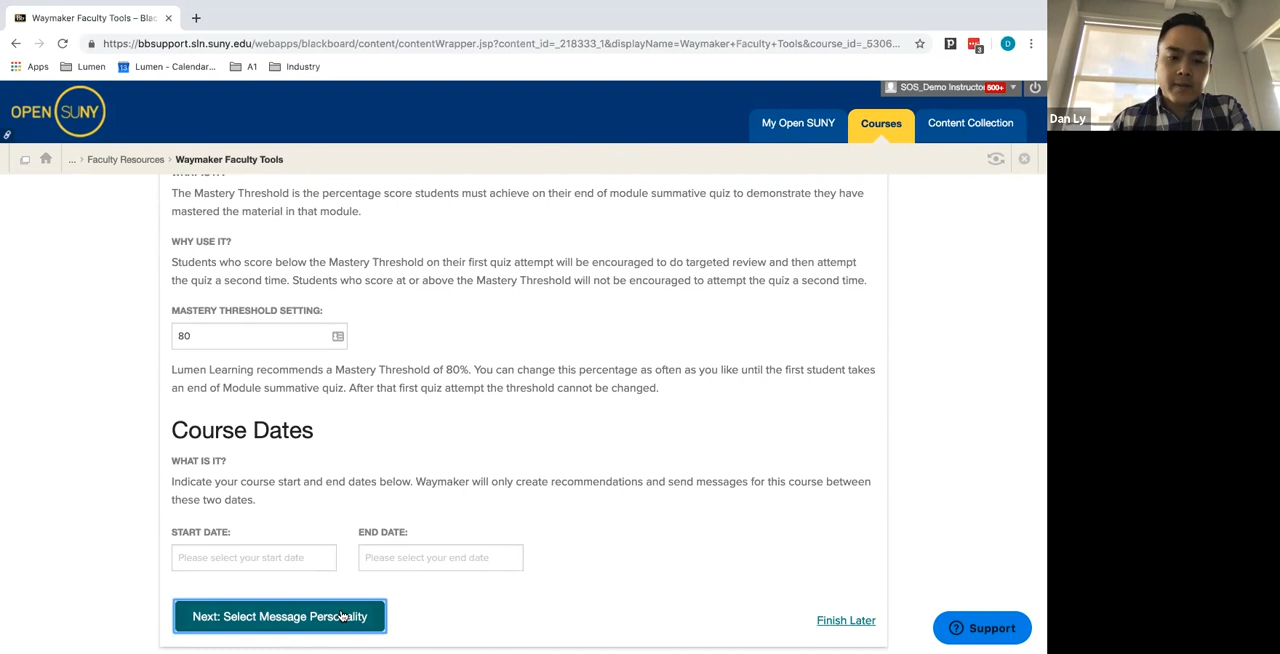 Waymaker Faculty Tools – Blac
https://bbsupport.sln.suny.edu/webapps/blackboard/content/contentWrapper.jsp?content_id=_218333_1&displayName=Waymaker+Faculty+Tools&course_id=_5306...
3
D
Apps
Lumen
Lumen - Calendar...
A1
Industry
OPEN SUNY
SOS_Demo Instructor 500+
My Open SUNY
Courses
Content Collection
... Faculty Resources > Waymaker Faculty Tools
Dan Ly
The Mastery Threshold is the percentage score students must achieve on their end of module summative quiz to demonstrate they have
mastered the material in that module.
WHY USE IT?
Students who score below the Mastery Threshold on their first quiz attempt will be encouraged to do targeted review and then attempt
the quiz a second time. Students who score at or above the Mastery Threshold will not be encouraged to attempt the quiz a second time.
MASTERY THRESHOLD SETTING:
80
Lumen Learning recommends a Mastery Threshold of 80%. You can change this percentage as often as you like until the first student takes
an end of Module summative quiz. After that first quiz attempt the threshold cannot be changed.
Course Dates
WHAT IS IT?
Indicate your course start and end dates below. Waymaker will only create recommendations and send messages for this course between
these two dates.
START DATE:
END DATE:
Please select your start date
Please select your end date
Next: Select Message Personality
Finish Later
Support